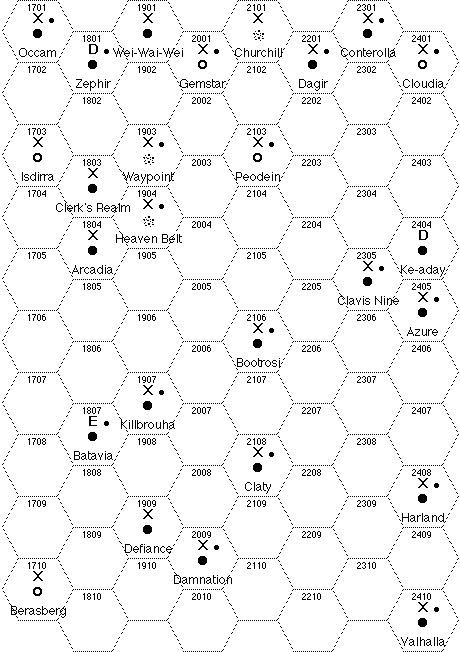 1701 1901 2101 2301
X X X X
1801 2001 2201 2401
Occam D Wei-Wai-Wei X Churchill X Conterolla X
1702 1902 2102 2302
Zephir Gemstar Dagir Cloudia
1802 2002 2202 2402
1703 1903 2103 2303
X X X
1803 2003 2203 2403
Isdirra X Waypoint Peodein
1704 1904 2104 2304
Clerk's Realm X
1804 2004 2204 2404
X Heaven Belt D
1705 1905 2105 2305
Arcadia X Ke-aday
1805 2005 2205 2405
Clavis Nine X
1706 1906 2106 2306
X Azure
1806 2006 2206 2406
Bootrosi
1707 1907 2107 2307
X
1807 2007 2207 2407
E Killbrouha
1708 1908 2108 2308
Batavia X
1808 2008 2208 2408
Claty X
1709 1909 2109 2309
X Harland
1809 2009 2209 2409
Defiance X
1710 1910 2110 2310
X Damnation
1810 2010 2210 2410
Berasberg X
Valhalla